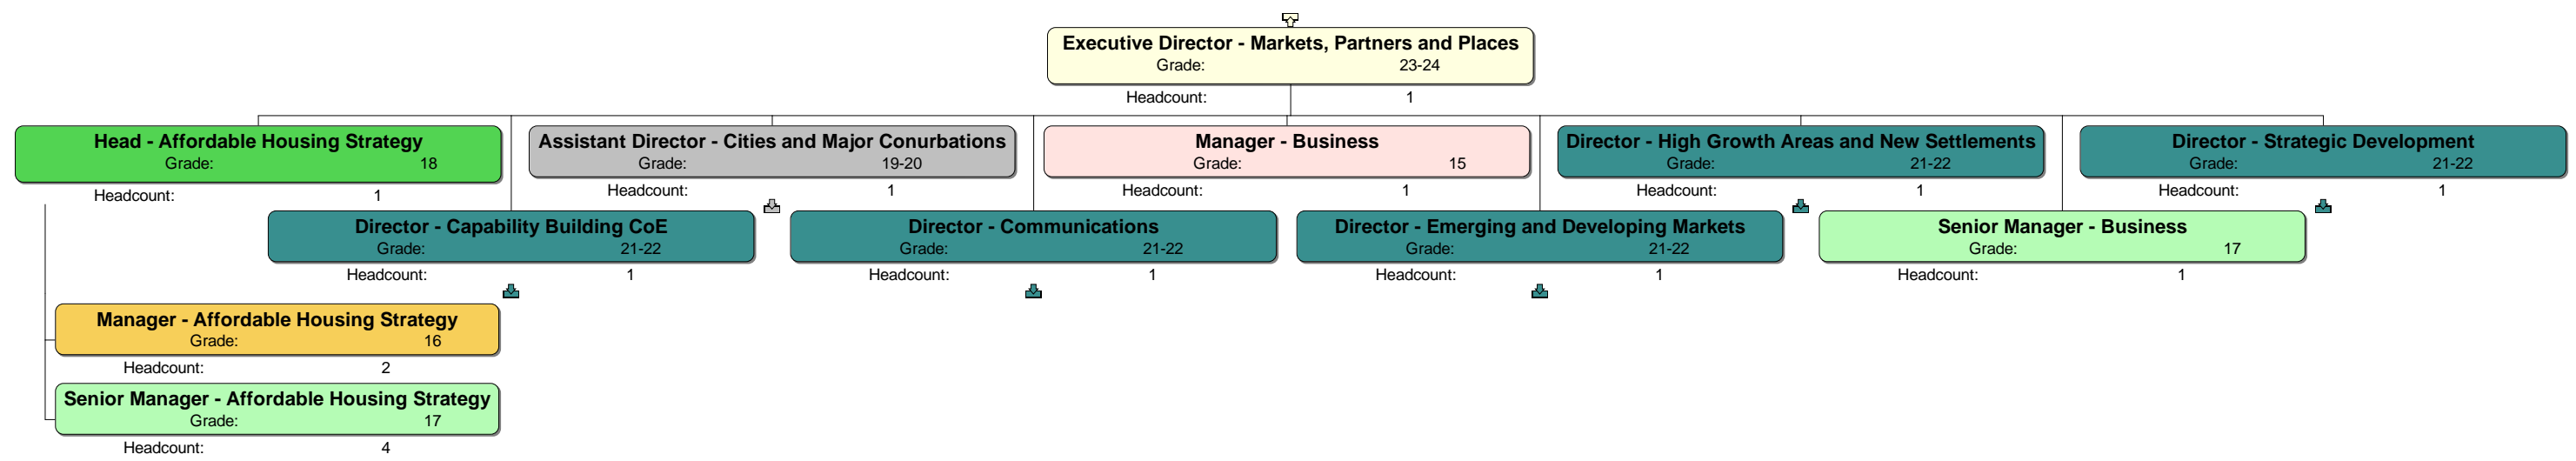 Executive Director - Markets, Partners and Places
Grade: 23-24
Headcount: 1
Head - Affordable Housing Strategy
Grade: 18
Headcount: 1
Assistant Director - Cities and Major Conurbations
Grade: 19-20
Headcount: 1
Manager - Business
Grade: 15
Headcount: 1
Director - High Growth Areas and New Settlements
Grade: 21-22
Headcount: 1
Director - Strategic Development
Grade: 21-22
Headcount: 1
Director - Capability Building CoE
Grade: 21-22
Headcount: 1
Director - Communications
Grade: 21-22
Headcount: 1
Director - Emerging and Developing Markets
Grade: 21-22
Headcount: 1
Senior Manager - Business
Grade: 17
Headcount: 1
Manager - Affordable Housing Strategy
Grade: 16
Headcount: 2
Senior Manager - Affordable Housing Strategy
Grade: 17
Headcount: 4